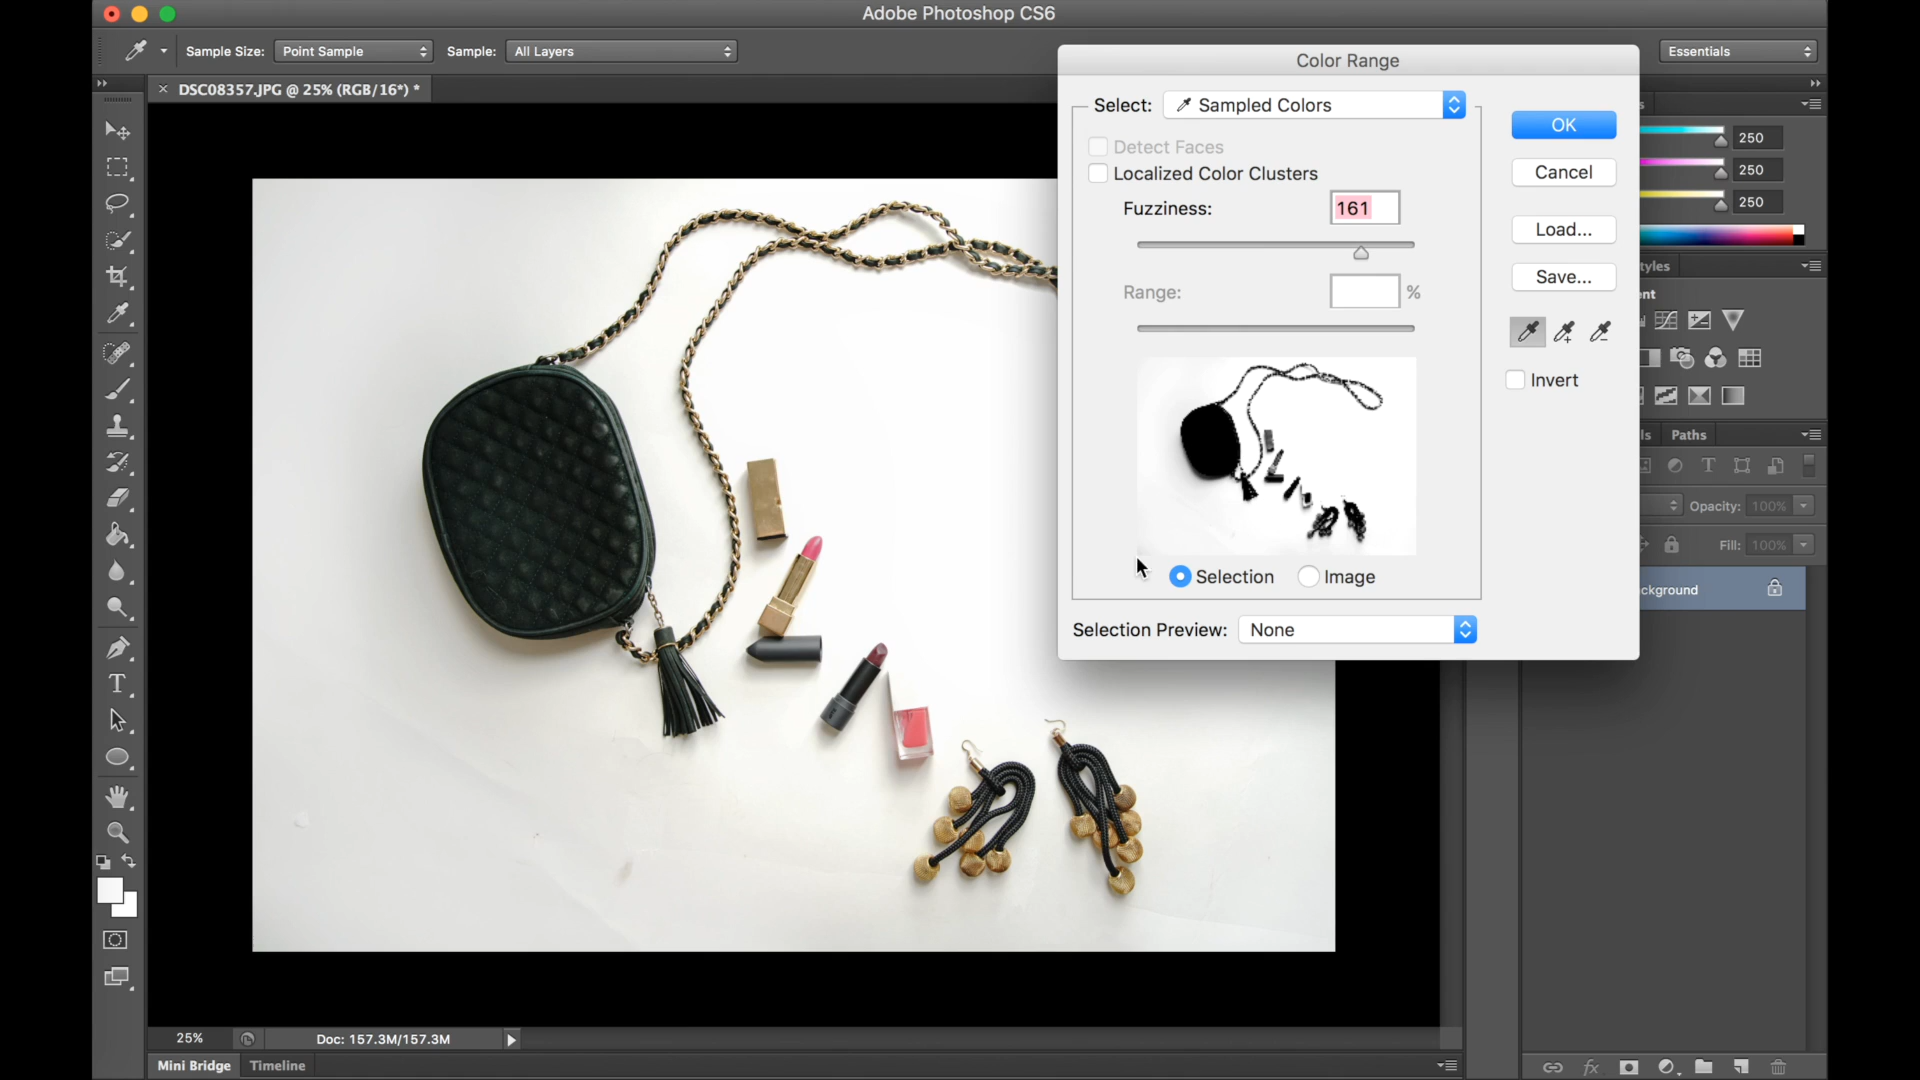 Adobe Photoshop CS6
Sample Size: Point Sample Sample: All Layers Essentials
× DSC08357.JPG @ 25% (RGB/16*) *
Color Range
Select: Sampled Colors
Detect Faces
Localized Color Clusters
Fuzziness: 161
Range: %
Selection Image
Selection Preview: None
OK
Cancel
Load...
Save...
Invert
250
250
250
tyles
ent
ls Paths
Opacity: 100%
Fill: 100%
ckground
25% Doc: 157.3M/157.3M
Mini Bridge Timeline